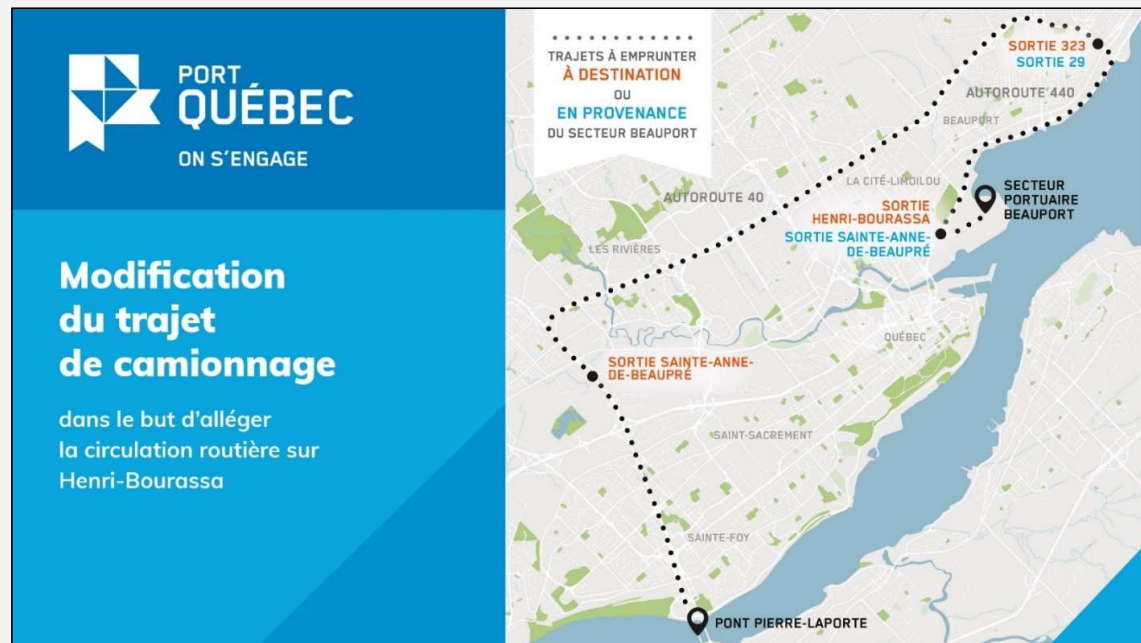 PORT
QUÉBEC
ON S'ENGAGE
Modification
du trajet
de camionnage
dans le but d'alléger
la circulation routière sur
Henri-Bourassa
TRAJETS À EMPRUNTER
À DESTINATION
OU
EN PROVENANCE
DU SECTEUR BEAUPORT
SORTIE 323
SORTIE 29
AUTOROUTE 440
BEAUPORT
LA CITÉ-LIMOILOU
AUTOROUTE 40
SECTEUR
PORTUAIRE
BEAUPORT
SORTIE
HENRI-BOURASSA
SORTIE SAINTE-ANNE-
DE-BEAUPRÉ
LES RIVIÈRES
QUÉBEC
SORTIE SAINTE-ANNE-
DE-BEAUPRÉ
SAINT-SACREMENT
SAINTE-FOY
PONT PIERRE-LAPORTE